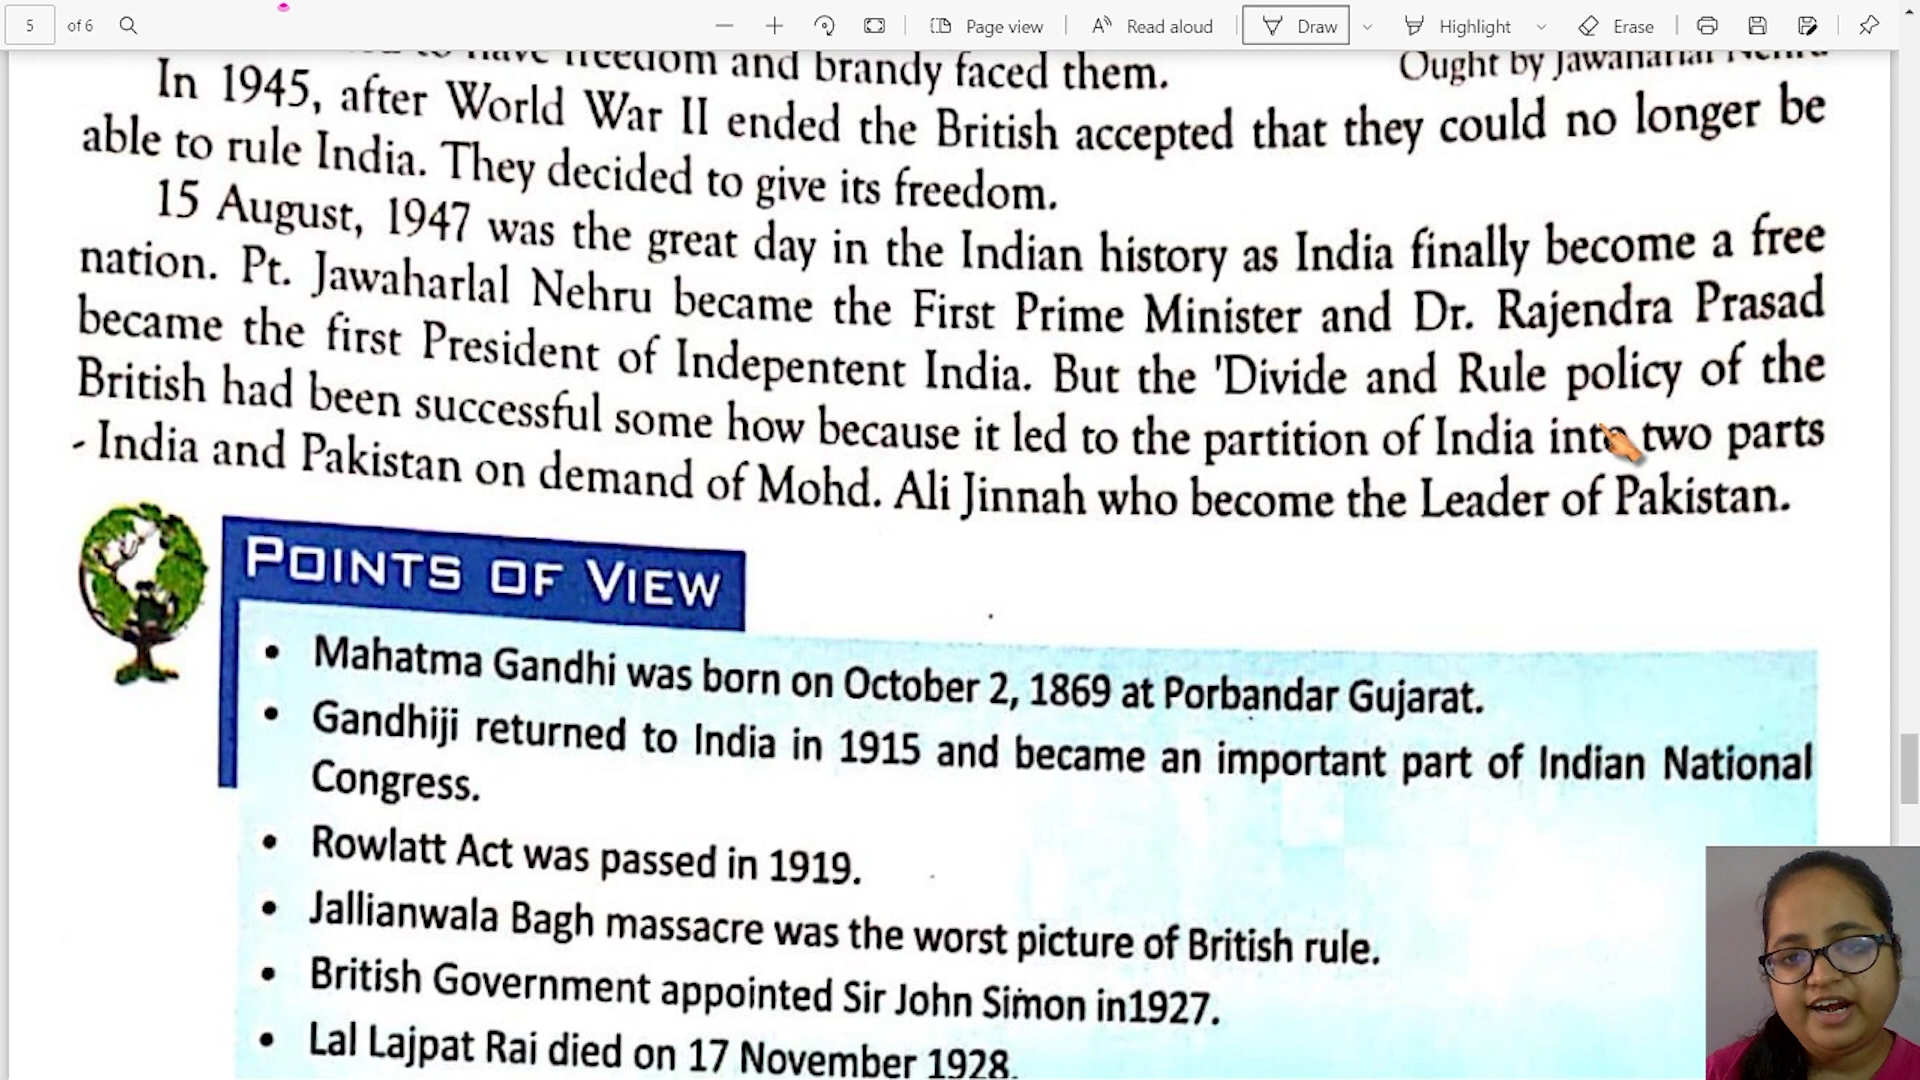 5 of 6 Page view Read aloud Draw Highlight Erase
to have freedom and brandy faced them.
Ought by Jawaharlal Nehru
In 1945, after World War II ended the British accepted that they could no longer be
able to rule India. They decided to give its freedom.
15 August, 1947 was the great day in the Indian history as India finally become a free
nation. Pt. Jawaharlal Nehru became the First Prime Minister and Dr. Rajendra Prasad
became the first President of Indepentent India. But the 'Divide and Rule policy of the
British had been successful some how because it led to the partition of India into two parts
- India and Pakistan on demand of Mohd. Ali Jinnah who become the Leader of Pakistan.
POINTS OF VIEW
• Mahatma Gandhi was born on October 2, 1869 at Porbandar Gujarat.
• Gandhiji returned to India in 1915 and became an important part of Indian National
Congress.
• Rowlatt Act was passed in 1919.
• Jallianwala Bagh massacre was the worst picture of British rule.
• British Government appointed Sir John Simon in1927.
• Lal Lajpat Rai died on 17 November 1928.